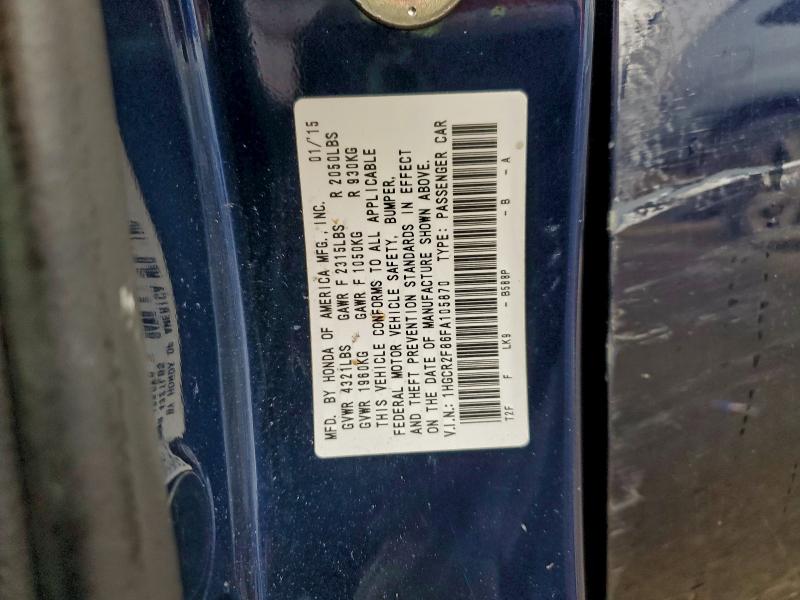 MFD. BY HONDA OF AMERICA MFG., INC. 01/15
GVWR 4321LBS GAWR F 2315LBS R 2050LBS
GVWR 1960KG GAWR F 1050KG R 930KG
THIS VEHICLE CONFORMS TO ALL APPLICABLE
FEDERAL MOTOR VEHICLE SAFETY, BUMPER,
AND THEFT PREVENTION STANDARDS IN EFFECT
ON THE DATE OF MANUFACTURE SHOWN ABOVE.
V.I.N.: 1HGCR2F86FA105870 TYPE: PASSENGER CAR
T2F F LK9 - B588P - B - A